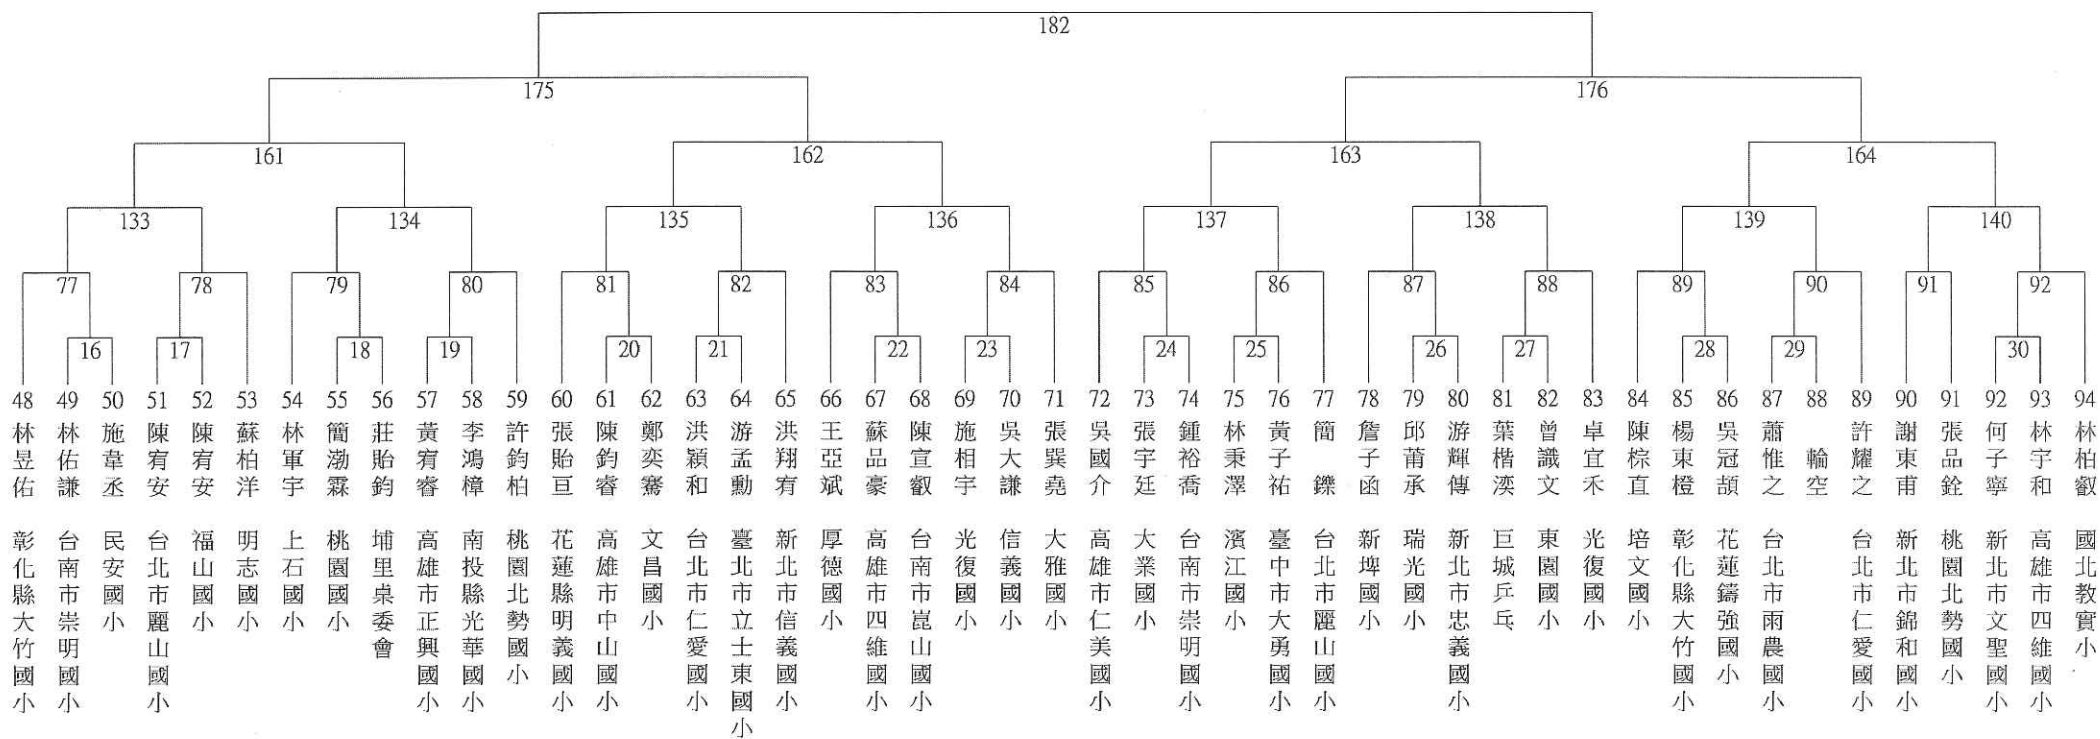 182
175 176
161 162 163 164
133 134 135 136 137 138 139 140
77 78 79 80 81 82 83 84 85 86 87 88 89 90 91 92
16 17 18 19 20 21 22 23 24 25 26 27 28 29 30
48 林昱佑 彰化縣大竹國小
49 林佑謙 台南市崇明國小
50 施韋丞 民安國小
51 陳宥安 台北市麗山國小
52 陳宥安 福山國小
53 蘇柏洋 明志國小
54 林軍宇 上石國小
55 簡渤霖 桃園國小
56 莊貽鈞 埔里桌委會
57 黃宥睿 高雄市正興國小
58 李鴻樟 南投縣光華國小
59 許鈞柏 桃園北勢國小
60 張貽亘 花蓮縣明義國小
61 陳鈞睿 高雄市中山國小
62 鄭奕騫 文昌國小
63 洪穎和 台北市仁愛國小
64 游孟勳 臺北市立士東國小
65 洪翔宥 新北市信義國小
66 王亞斌 厚德國小
67 蘇品豪 高雄市四維國小
68 陳宣叡 台南市崑山國小
69 施相宇 光復國小
70 吳大謙 信義國小
71 張巽堯 大雅國小
72 吳國介 高雄市仁美國小
73 張宇廷 大業國小
74 鍾裕喬 台南市崇明國小
75 林秉澤 濱江國小
76 黃子祐 臺中市大勇國小
77 簡鑠 台北市麗山國小
78 詹子函 新埤國小
79 邱莆承 瑞光國小
80 游輝傳 新北市忠義國小
81 葉楷湙 巨城乒乓
82 曾識文 東園國小
83 卓宜禾 光復國小
84 陳棕直 培文國小
85 楊東橙 彰化縣大竹國小
86 吳冠頡 花蓮鑄強國小
87 蕭惟之 台北市雨農國小
88 輪空
89 許耀之 台北市仁愛國小
90 謝東甫 新北市錦和國小
91 張品銓 桃園北勢國小
92 何子寧 新北市文聖國小
93 林宇和 高雄市四維國小
94 林柏叡 國北教實小